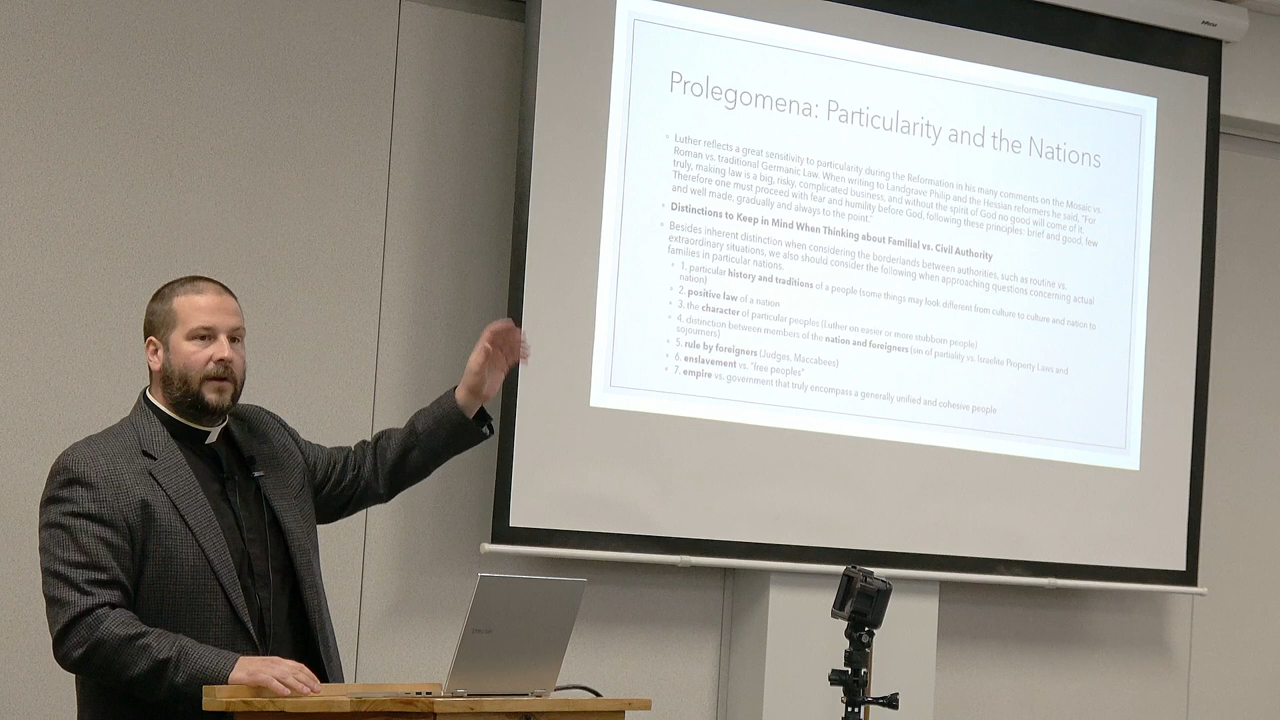 Prolegomena: Particularity and the Nations
Luther reflects a great sensitivity to particularity during the Reformation in his many comments on the Mosaic vs.
Roman vs. traditional Germanic Law. When writing to Landgrave Philip and the Hessian reformers he said, "For
truly, making law is a big, risky, complicated business, and without the spirit of God no good will come of it.
Therefore one must proceed with fear and humility before God, following these principles: brief and good, few
and well made, gradually and always to the point."
Distinctions to Keep in Mind When Thinking about Familial vs. Civil Authority
Besides inherent distinction when considering the borderlands between authorities, such as routine vs.
extraordinary situations, we also should consider the following when approaching questions concerning actual
families in particular nations.
1. particular history and traditions of a people (some things may look different from culture to culture and nation to
nation)
2. positive law of a nation
3. the character of particular peoples (Luther on easier or more stubborn people)
4. distinction between members of the nation and foreigners (sin of partiality vs. Israelite Property Laws and
sojourners)
5. rule by foreigners (Judges, Maccabees)
6. enslavement vs. "free peoples"
7. empire vs. government that truly encompass a generally unified and cohesive people